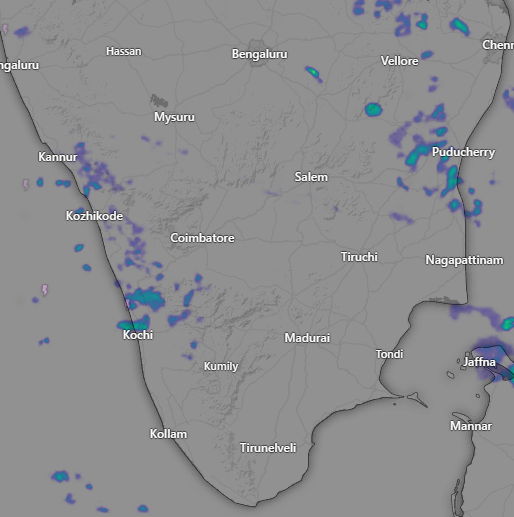 Hassan
Bengaluru
Chenn
ngaluru
Vellore
Mysuru
Kannur
Puducherry
Salem
Kozhikode
Coimbatore
Tiruchi
Nagapattinam
Kochi
Madurai
Tondi
Kumily
Jaffna
Mannar
Kollam
Tirunelveli